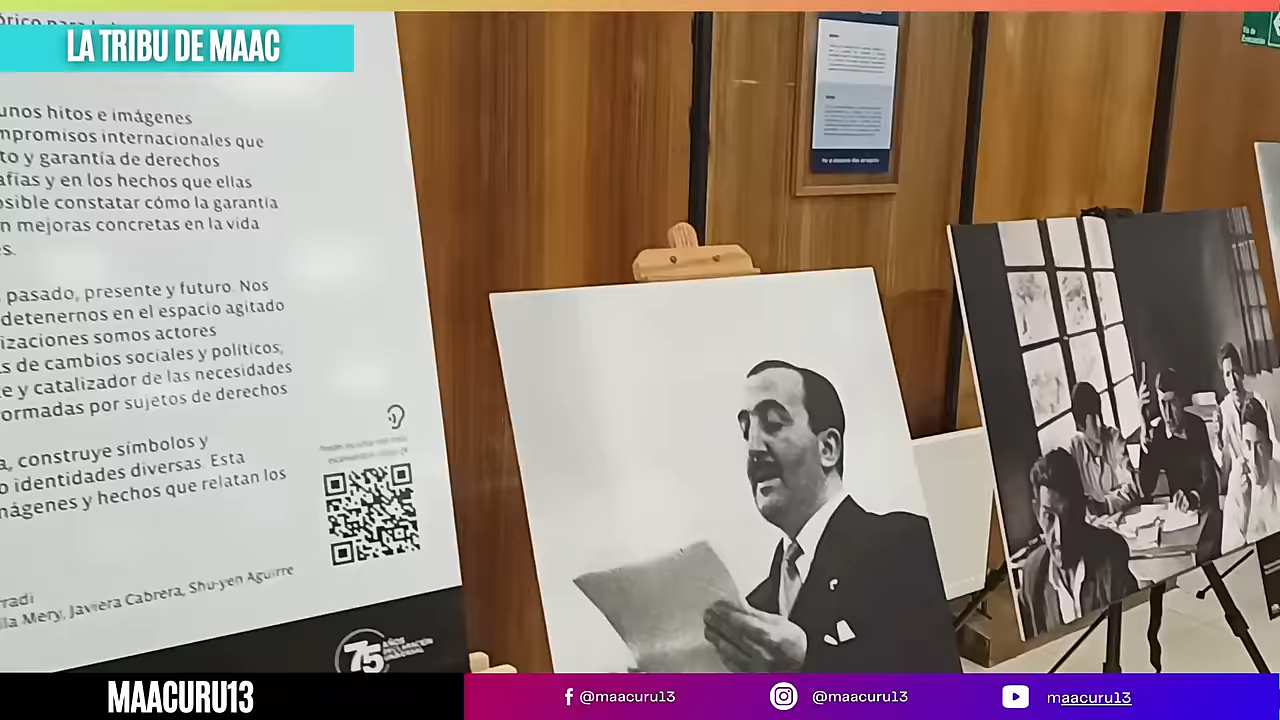 LA TRIBU DE MAAC
unos hitos e imágenes
mpromisos internacionales que
to y garantía de derechos
afías y en los hechos que ellas
osible constatar cómo la garantía
n mejoras concretas en la vida
s.
pasado, presente y futuro. Nos
detenernos en el espacio agitado
izaciones somos actores
s de cambios sociales y políticos,
e y catalizador de las necesidades
ormadas por sujetos de derechos
a, construye símbolos y
o identidades diversas. Esta
mágenes y hechos que relatan los
rradi
ila Mery, Javiera Cabrera, Shu-yen Aguirre
75 AÑOS
MAACURU13
@maacuru13
@maacuru13
maacuru13